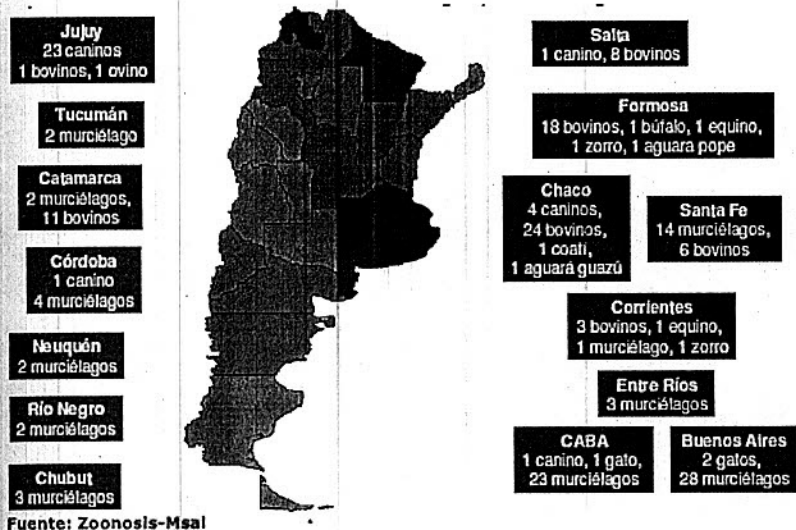 Jujuy
23 caninos
1 bovinos, 1 ovino
Tucumán
2 murciélago
Catamarca
2 murciélagos,
11 bovinos
Córdoba
1 canino
4 murciélagos
Neuquén
2 murciélagos
Río Negro
2 murciélagos
Chubut
3 murciélagos
Salta
1 canino, 8 bovinos
Formosa
18 bovinos, 1 búfalo, 1 equino,
1 zorro, 1 aguara pope
Chaco
4 caninos,
24 bovinos,
1 coatí,
1 aguará guazú
Santa Fe
14 murciélagos,
6 bovinos
Corrientes
3 bovinos, 1 equino,
1 murciélago, 1 zorro
Entre Ríos
3 murciélagos
CABA
1 canino, 1 gato,
23 murciélagos
Buenos Aires
2 gatos,
28 murciélagos
Fuente: Zoonosis-Msal